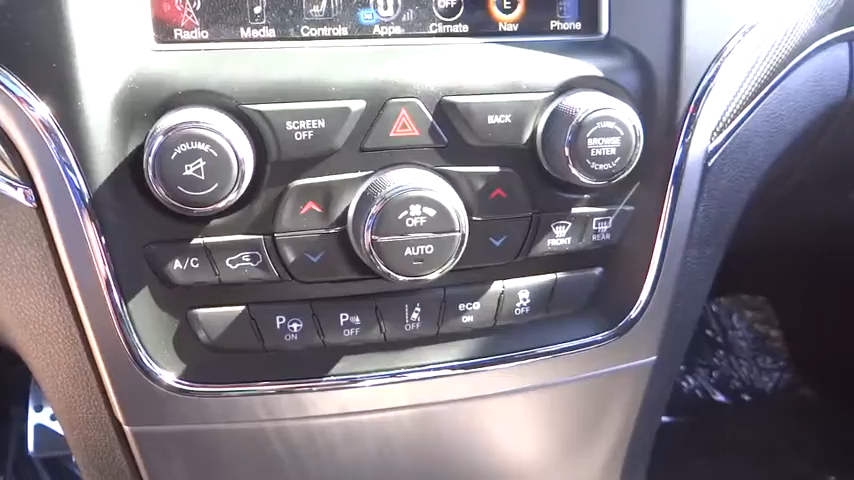 Radio Media Controls Apps Climate Nav Phone
OFF
E
VOLUME
SCREEN
OFF
BACK
TUNE
BROWSE
ENTER
SCROLL
OFF
AUTO
A/C
FRONT
REAR
P
ON
P
OFF
OFF
eco
ON
OFF